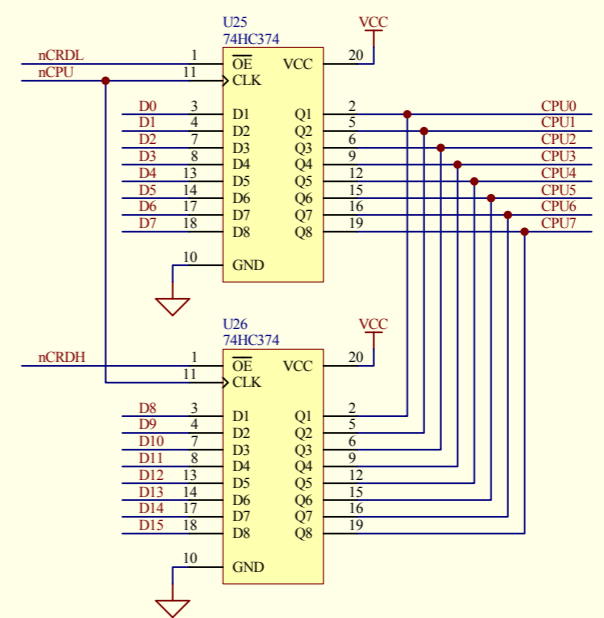 U25
74HC374
VCC
nCRDL 1 OE VCC 20
nCPU 11 CLK
D0 3 D1 Q1 2 CPU0
D1 4 D2 Q2 5 CPU1
D2 7 D3 Q3 6 CPU2
D3 8 D4 Q4 9 CPU3
D4 13 D5 Q5 12 CPU4
D5 14 D6 Q6 15 CPU5
D6 17 D7 Q7 16 CPU6
D7 18 D8 Q8 19 CPU7
10 GND
U26
74HC374
VCC
nCRDH 1 OE VCC 20
11 CLK
D8 3 D1 Q1 2
D9 4 D2 Q2 5
D10 7 D3 Q3 6
D11 8 D4 Q4 9
D12 13 D5 Q5 12
D13 14 D6 Q6 15
D14 17 D7 Q7 16
D15 18 D8 Q8 19
10 GND